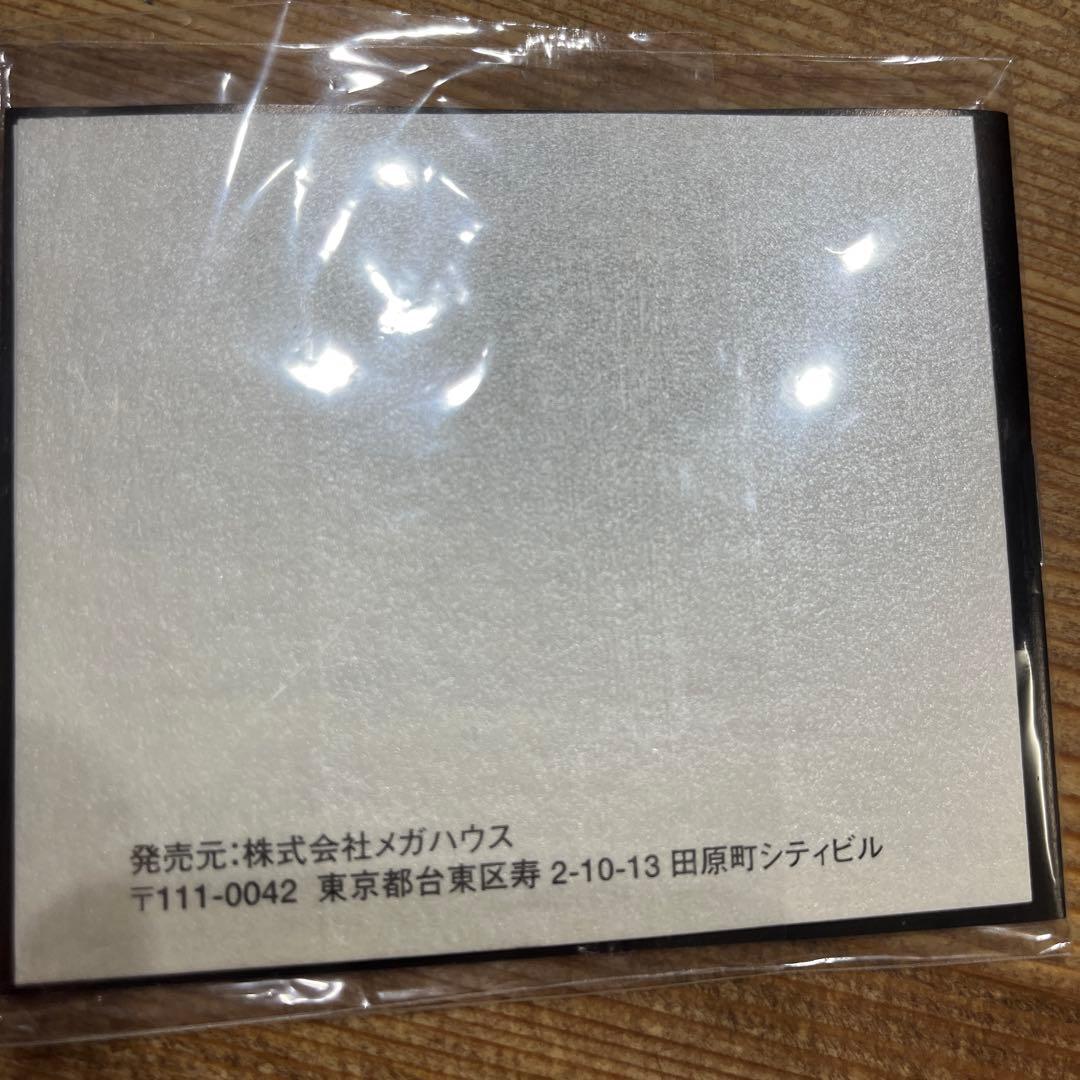 発売元:株式会社メガハウス
〒111-0042 東京都台東区寿 2-10-13 田原町シティビル